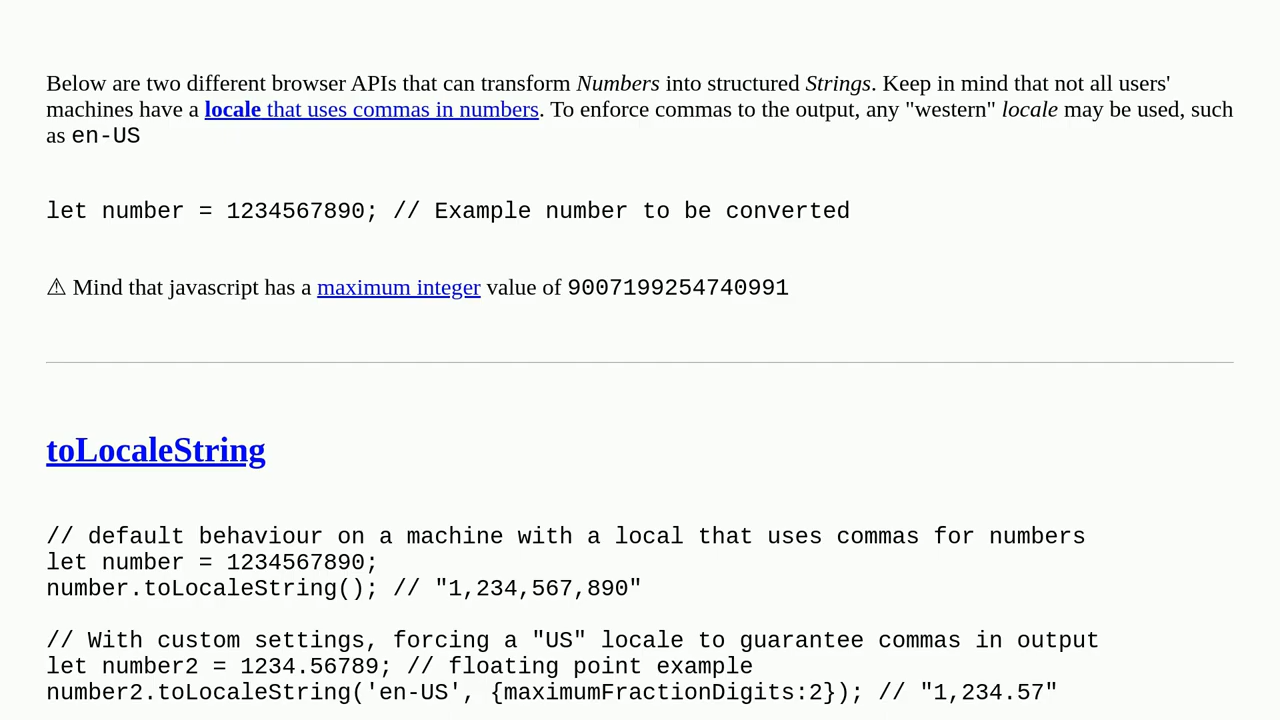 Below are two different browser APIs that can transform Numbers into structured Strings. Keep in mind that not all users'
machines have a locale that uses commas in numbers. To enforce commas to the output, any "western" locale may be used, such
as en-US
let number = 1234567890; // Example number to be converted
⚠ Mind that javascript has a maximum integer value of 9007199254740991
toLocaleString
// default behaviour on a machine with a local that uses commas for numbers
let number = 1234567890;
number.toLocaleString(); // "1,234,567,890"
// With custom settings, forcing a "US" locale to guarantee commas in output
let number2 = 1234.56789; // floating point example
number2.toLocaleString('en-US', {maximumFractionDigits:2}); // "1,234.57"